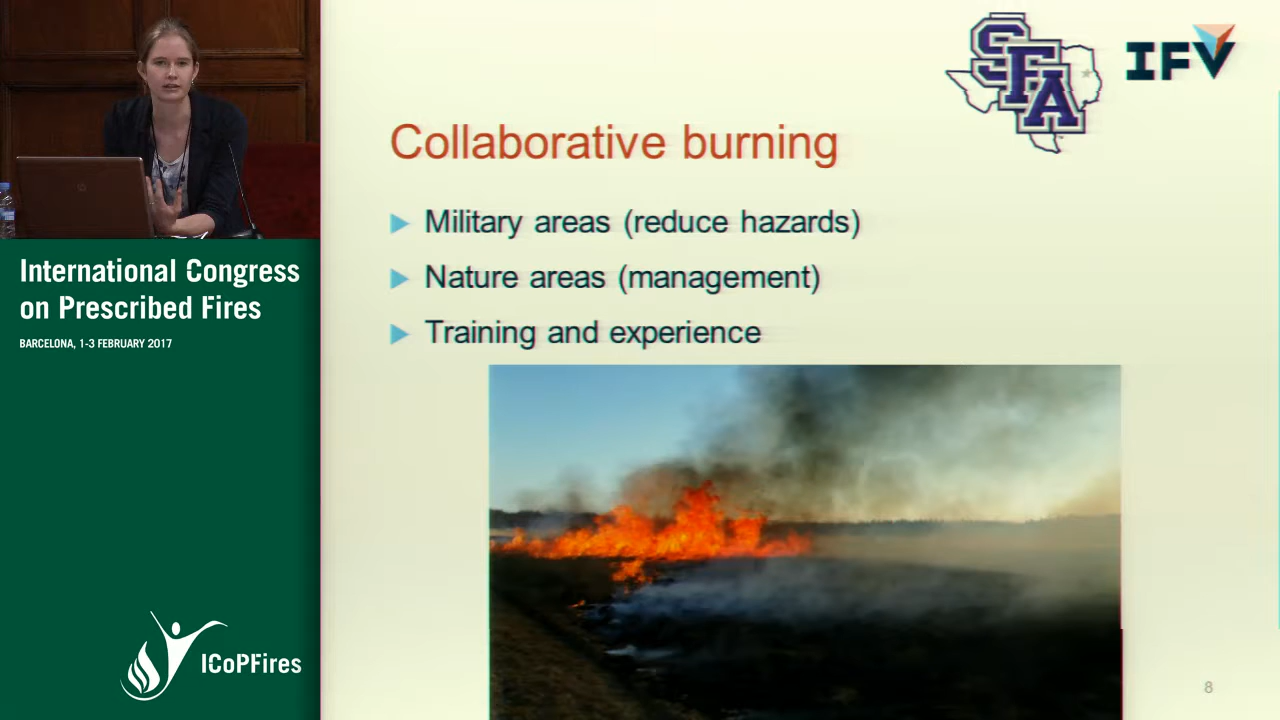 International Congress
on Prescribed Fires
BARCELONA, 1-3 FEBRUARY 2017
ICoPFires
SFA
IFV
Collaborative burning
Military areas (reduce hazards)
Nature areas (management)
Training and experience
8